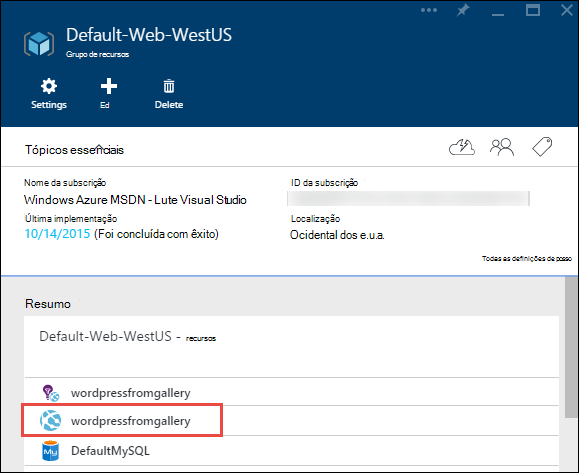 Default-Web-WestUS
Grupo de recursos
Settings
Ed
Delete
Tópicos essenciais
Nome da subscrição
ID da subscrição
Windows Azure MSDN - Lute Visual Studio
Última implementação
Localização
10/14/2015 (Foi concluída com êxito)
Ocidental dos e.u.a.
Todas as definições de posso
Resumo
Default-Web-WestUS - recursos
wordpressfromgallery
wordpressfromgallery
My
DefaultMySQL